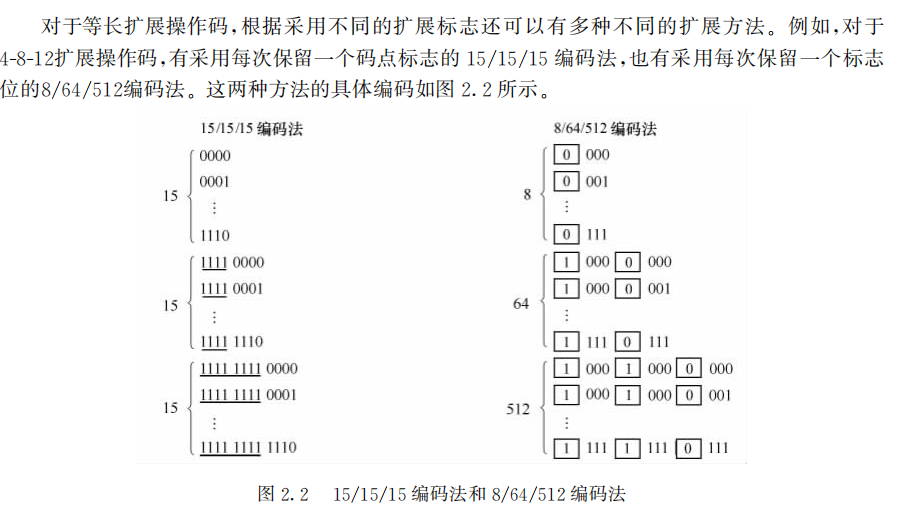 对于等长扩展操作码,根据采用不同的扩展标志还可以有多种不同的扩展方法。例如,对于
4-8-12扩展操作码,有采用每次保留一个码点标志的 15/15/15 编码法,也有采用每次保留一个标志
位的8/64/512编码法。这两种方法的具体编码如图 2.2 所示。
15/15/15 编码法
15
0000
0001
⋮
1110
15
1111 0000
1111 0001
⋮
1111 1110
15
1111 1111 0000
1111 1111 0001
⋮
1111 1111 1110
8/64/512 编码法
8
0 000
0 001
⋮
0 111
64
1 000 0 000
1 000 0 001
⋮
1 111 0 111
512
1 000 1 000 0 000
1 000 1 000 0 001
⋮
1 111 1 111 0 111
图 2.2 15/15/15 编码法和 8/64/512 编码法